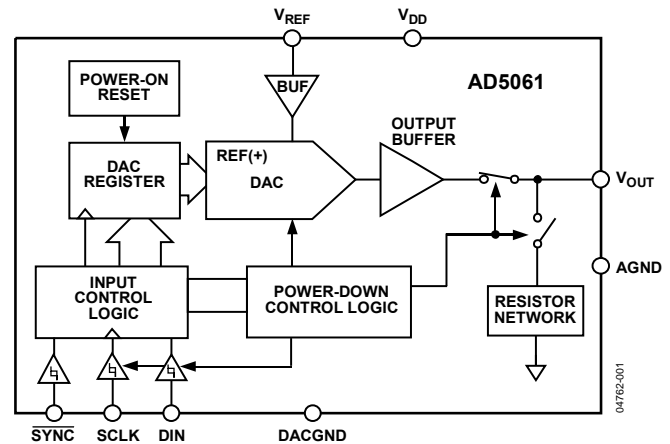 VREF
VDD
POWER-ON
RESET
BUF
AD5061
DAC
REGISTER
REF(+)
DAC
OUTPUT
BUFFER
VOUT
AGND
INPUT
CONTROL
LOGIC
POWER-DOWN
CONTROL LOGIC
RESISTOR
NETWORK
SYNC
SCLK
DIN
DACGND
04762-001